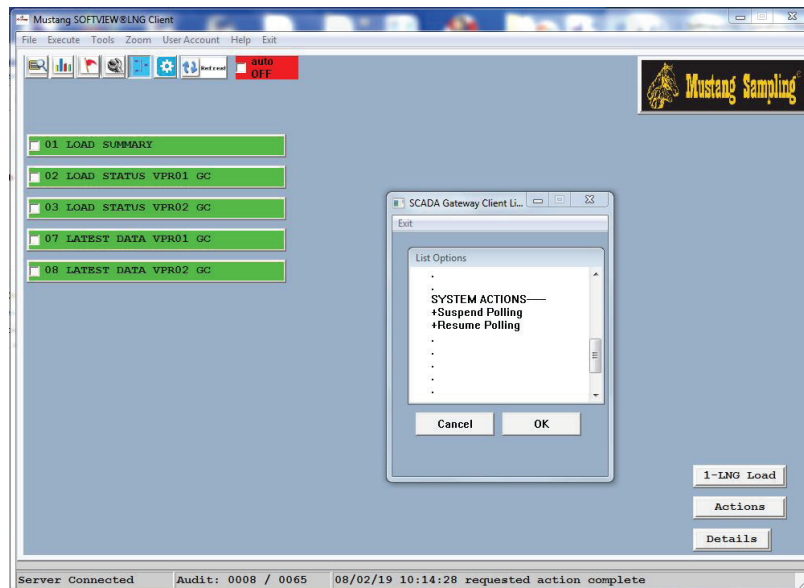 Mustang SOFTVIEW®LNG Client
File Execute Tools Zoom User Account Help Exit
Refresh
auto
OFF
Mustang Sampling
01 LOAD SUMMARY
02 LOAD STATUS VPR01 GC
03 LOAD STATUS VPR02 GC
07 LATEST DATA VPR01 GC
08 LATEST DATA VPR02 GC
SCADA Gateway Client Li...
Exit
List Options
.
.
SYSTEM ACTIONS-----
+Suspend Polling
+Resume Polling
.
.
.
.
.
Cancel OK
1-LNG Load
Actions
Details
Server Connected Audit: 0008 / 0065 08/02/19 10:14:28 requested action complete